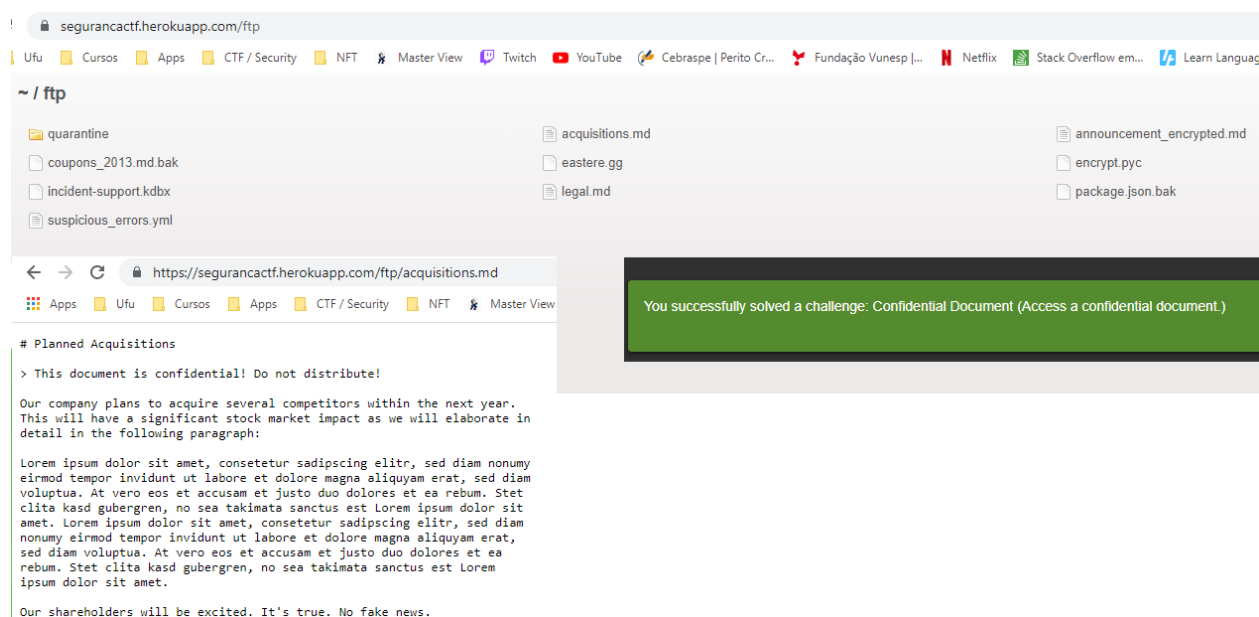 segurancactf.herokuapp.com/ftp
Ufu Cursos Apps CTF / Security NFT Master View Twitch YouTube Cebraspe | Perito Cr... Fundação Vunesp |... Netflix Stack Overflow em... Learn Languag
~ / ftp
quarantine acquisitions.md announcement_encrypted.md
coupons_2013.md.bak eastere.gg encrypt.pyc
incident-support.kdbx legal.md package.json.bak
suspicious_errors.yml
https://segurancactf.herokuapp.com/ftp/acquisitions.md
Apps Ufu Cursos Apps CTF / Security NFT Master View
You successfully solved a challenge: Confidential Document (Access a confidential document.)
# Planned Acquisitions
> This document is confidential! Do not distribute!
Our company plans to acquire several competitors within the next year.
This will have a significant stock market impact as we will elaborate in
detail in the following paragraph:
Lorem ipsum dolor sit amet, consetetur sadipscing elitr, sed diam nonumy
eirmod tempor invidunt ut labore et dolore magna aliquyam erat, sed diam
voluptua. At vero eos et accusam et justo duo dolores et ea rebum. Stet
clita kasd gubergren, no sea takimata sanctus est Lorem ipsum dolor sit
amet. Lorem ipsum dolor sit amet, consetetur sadipscing elitr, sed diam
nonumy eirmod tempor invidunt ut labore et dolore magna aliquyam erat,
sed diam voluptua. At vero eos et accusam et justo duo dolores et ea
rebum. Stet clita kasd gubergren, no sea takimata sanctus est Lorem
ipsum dolor sit amet.
Our shareholders will be excited. It's true. No fake news.